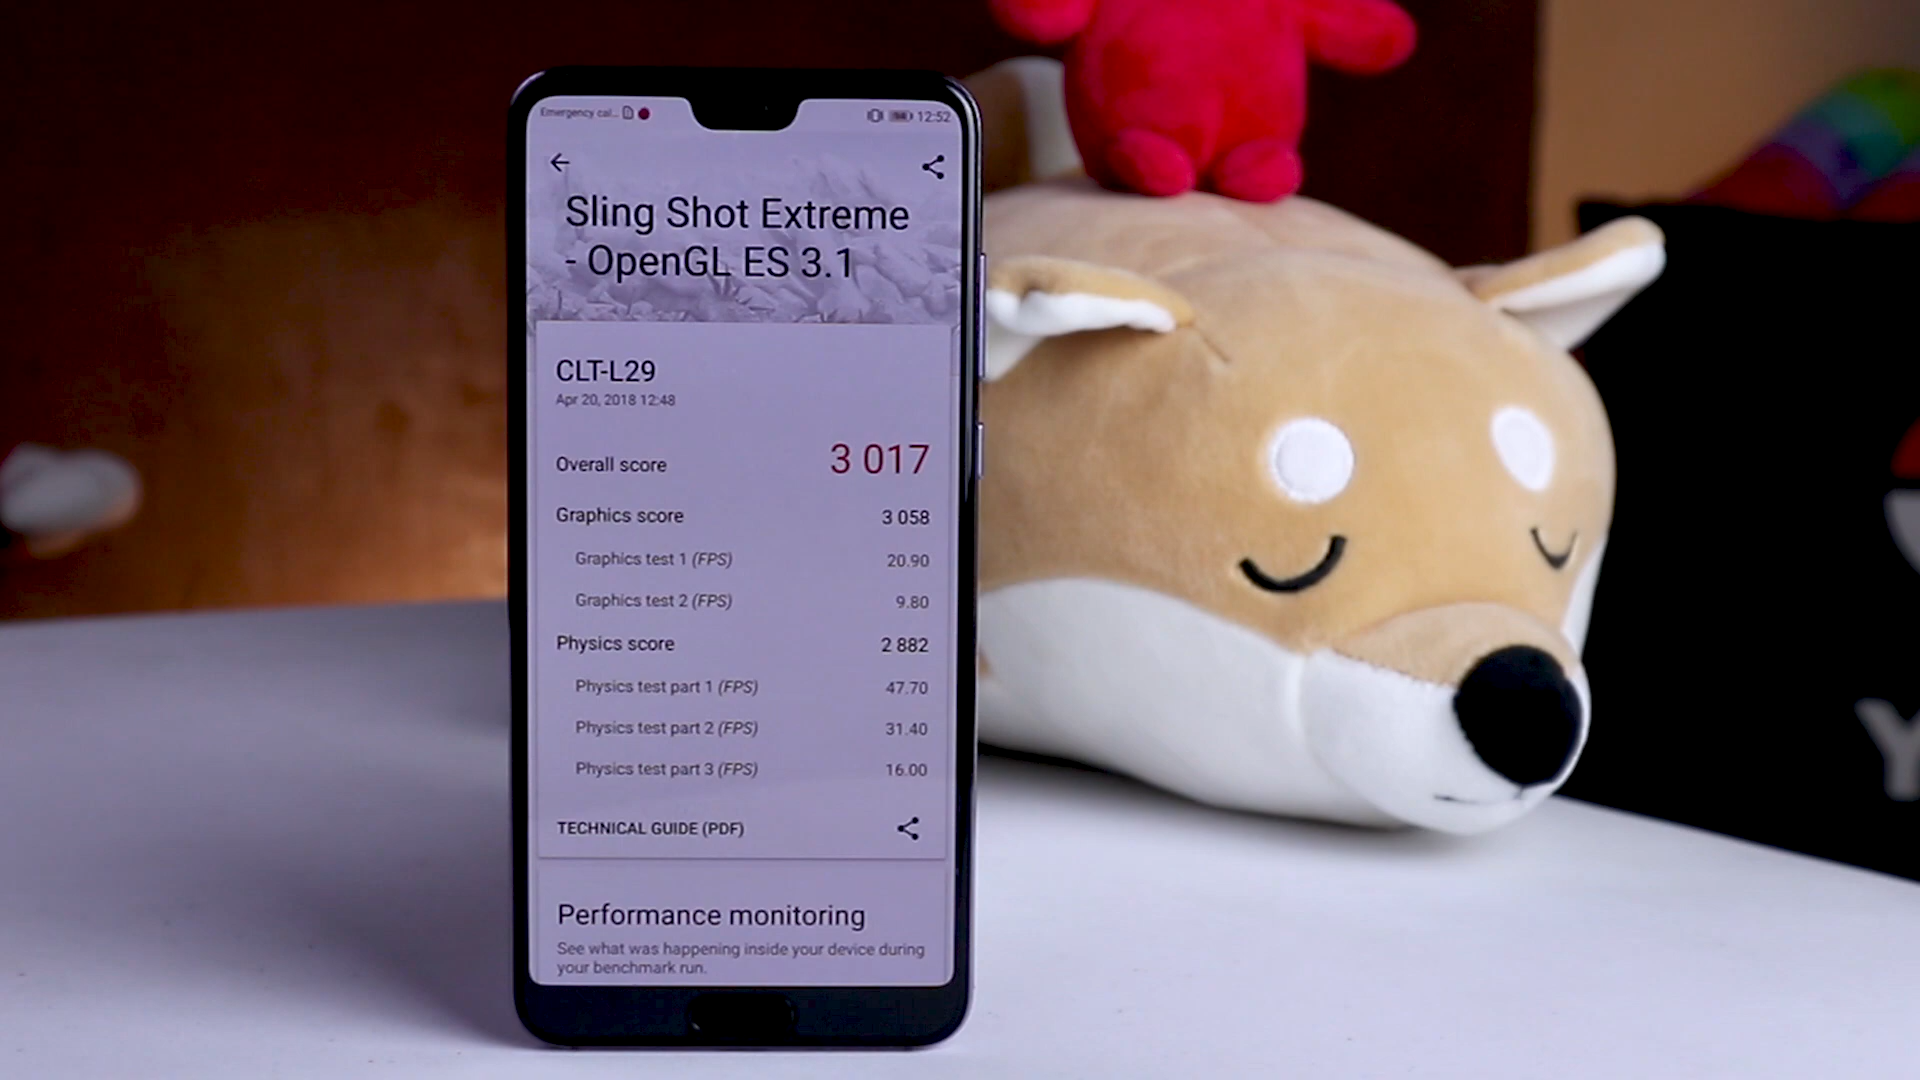 Emergency cal... 12:52
Sling Shot Extreme
- OpenGL ES 3.1
CLT-L29
Apr 20, 2018 12:48
Overall score 3 017
Graphics score 3 058
Graphics test 1 (FPS) 20.90
Graphics test 2 (FPS) 9.80
Physics score 2 882
Physics test part 1 (FPS) 47.70
Physics test part 2 (FPS) 31.40
Physics test part 3 (FPS) 16.00
TECHNICAL GUIDE (PDF)
Performance monitoring
See what was happening inside your device during
your benchmark run.